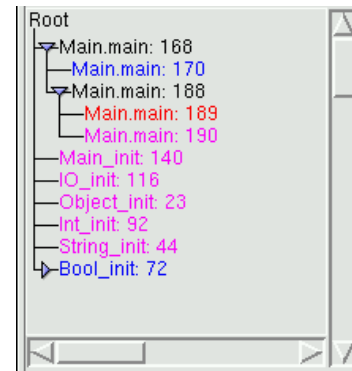 Root
Main.main: 168
Main.main: 170
Main.main: 188
Main.main: 189
Main.main: 190
Main_init: 140
IO_init: 116
Object_init: 23
Int_init: 92
String_init: 44
Bool_init: 72